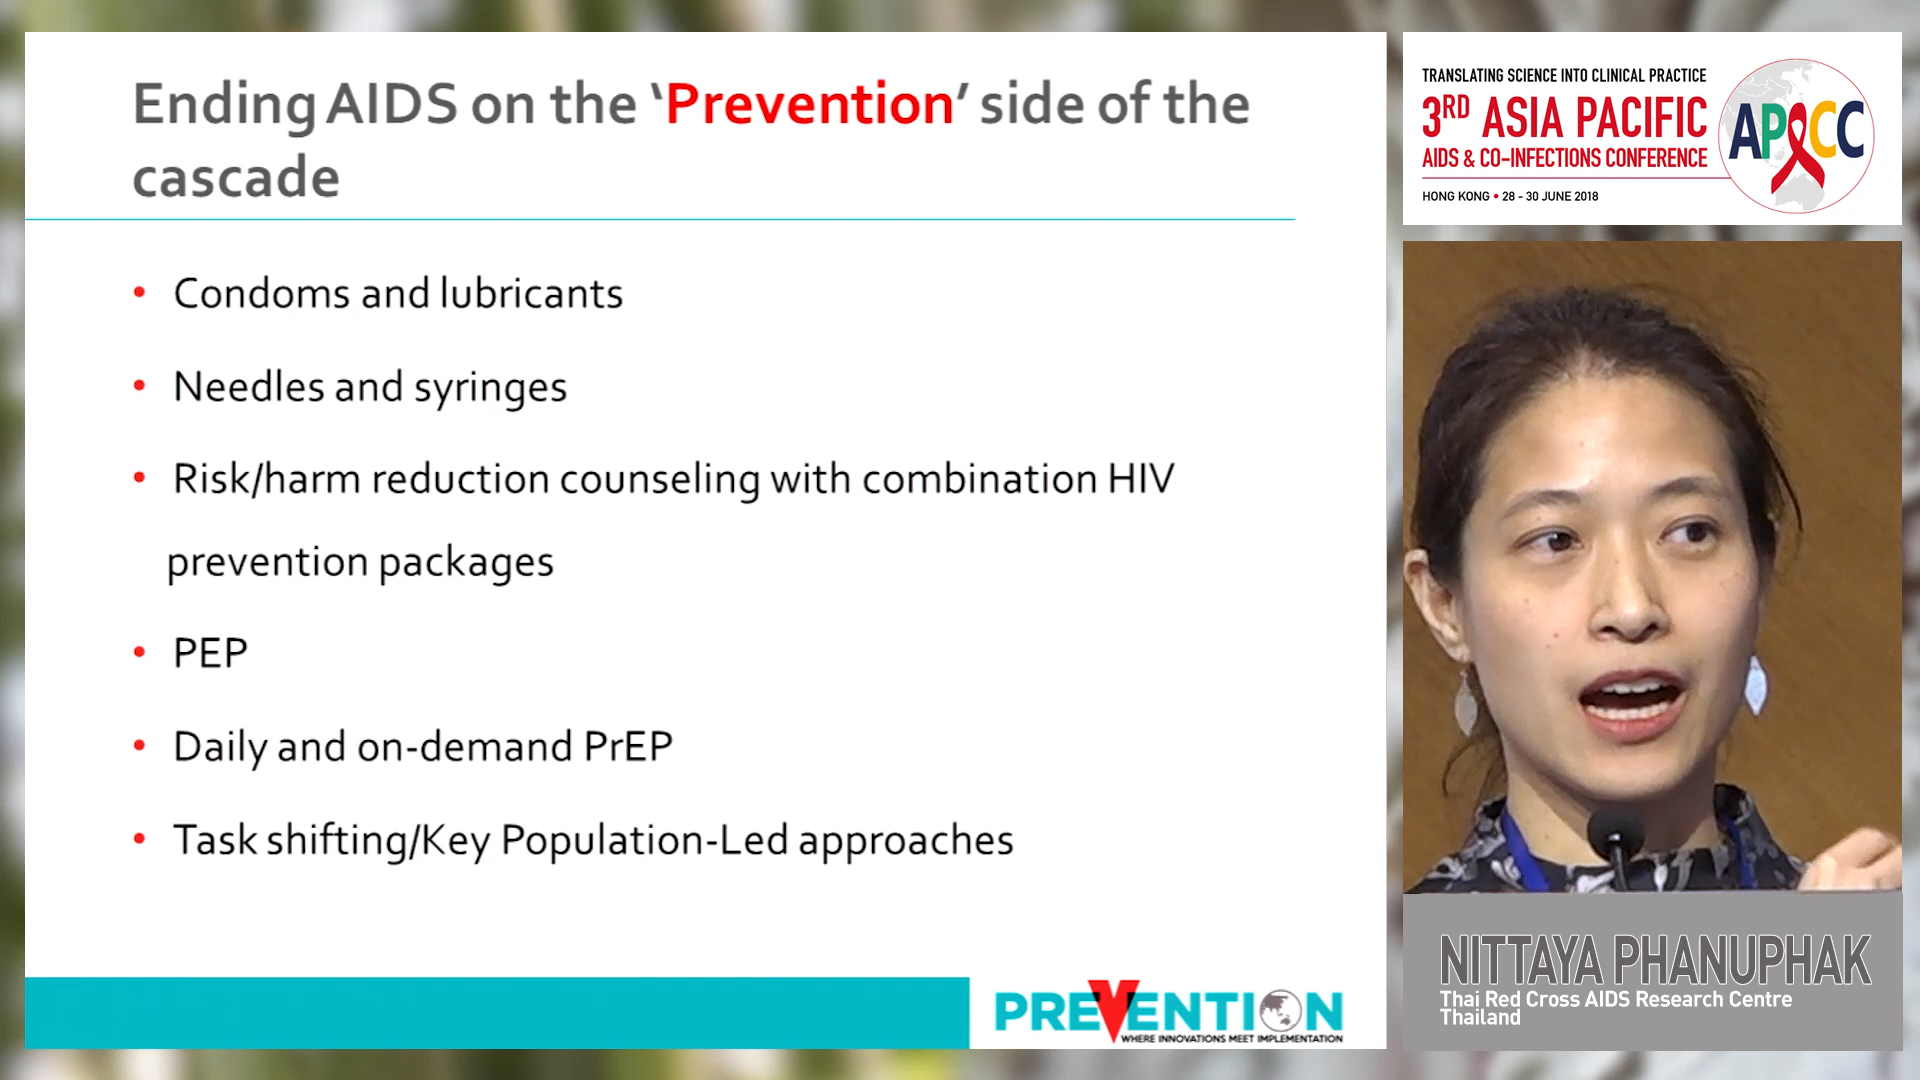 Ending AIDS on the ‘Prevention’ side of the
cascade
• Condoms and lubricants
• Needles and syringes
• Risk/harm reduction counseling with combination HIV
prevention packages
• PEP
• Daily and on-demand PrEP
• Task shifting/Key Population-Led approaches
PREVENTION
WHERE INNOVATIONS MEET IMPLEMENTATION
TRANSLATING SCIENCE INTO CLINICAL PRACTICE
3RD ASIA PACIFIC
AIDS & CO-INFECTIONS CONFERENCE
HONG KONG • 28 - 30 JUNE 2018
APACC
NITTAYA PHANUPHAK
Thai Red Cross AIDS Research Centre
Thailand